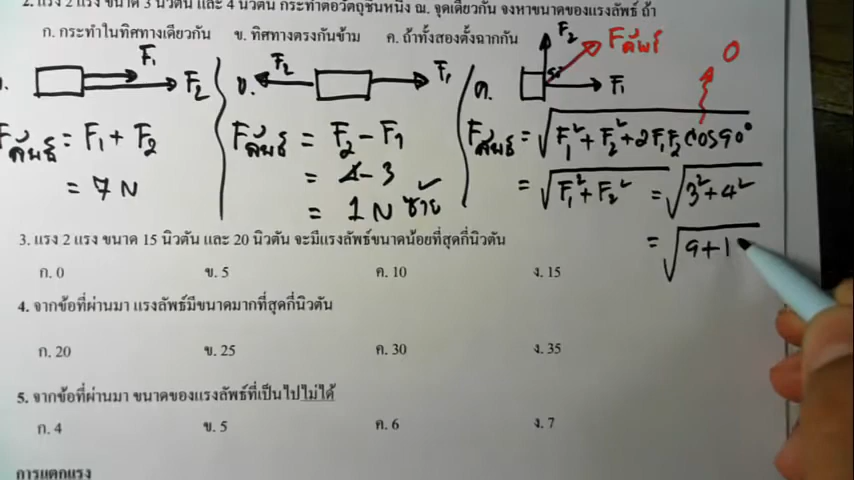 2. แรง 2 แรง ขนาด 3 นิวตัน และ 4 นิวตัน กระทำต่อวัตถุชิ้นหนึ่ง ณ. จุดเดียวกัน จงหาขนาดของแรงลัพธ์ ถ้า
ก. กระทำในทิศทางเดียวกัน ข. ทิศทางตรงกันข้าม ค. ถ้าทั้งสองตั้งฉากกัน
F₁ F₂
ข. F₂ F₁
ค. F₂ Fลัพธ์ F₁ 0
Fลัพธ์ = F₁ + F₂
= 7 N
Fลัพธ์ = F₂ - F₁
= 4 - 3
= 1 N ซ้าย
Fลัพธ์ = √F₁² + F₂² + 2F₁F₂ cos90°
= √F₁² + F₂² = √3² + 4²
= √9+1
3. แรง 2 แรง ขนาด 15 นิวตัน และ 20 นิวตัน จะมีแรงลัพธ์ขนาดน้อยที่สุดกี่นิวตัน
ก. 0 ข. 5 ค. 10 ง. 15
4. จากข้อที่ผ่านมา แรงลัพธ์มีขนาดมากที่สุดกี่นิวตัน
ก. 20 ข. 25 ค. 30 ง. 35
5. จากข้อที่ผ่านมา ขนาดของแรงลัพธ์ที่เป็นไปไม่ได้
ก. 4 ข. 5 ค. 6 ง. 7
การแตกแรง